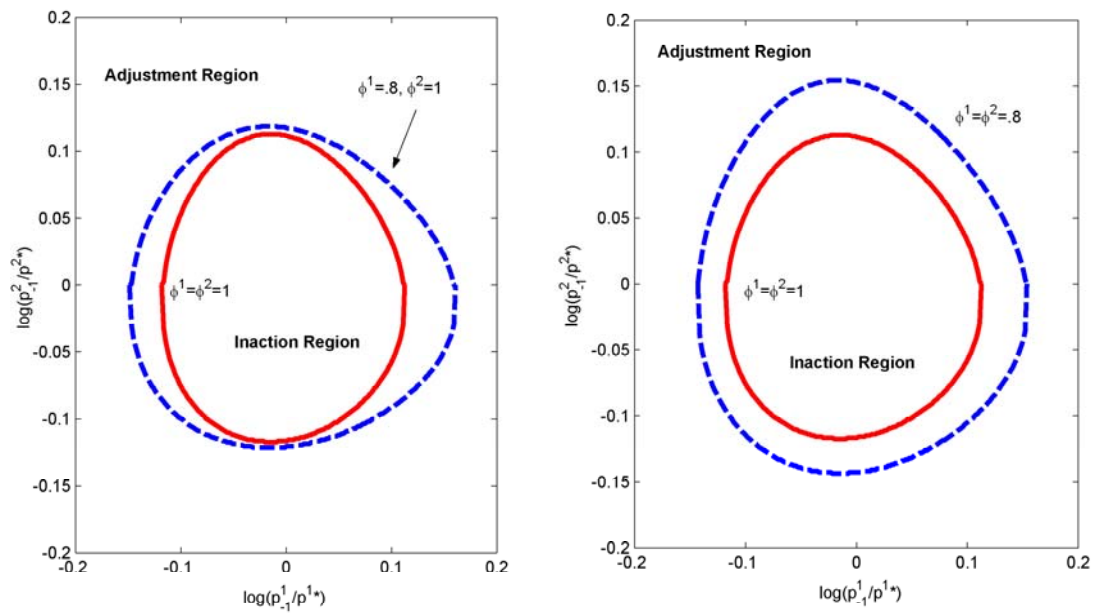 0.2
0.15
0.1
0.05
0
-0.05
-0.1
-0.15
-0.2
log(p²₋₁/p²*)
Adjustment Region
ϕ¹=.8, ϕ²=1
ϕ¹=ϕ²=1
Inaction Region
-0.2 -0.1 0 0.1 0.2
log(p¹₋₁/p¹*)
0.2
0.15
0.1
0.05
0
-0.05
-0.1
-0.15
-0.2
log(p²₋₁/p²*)
Adjustment Region
ϕ¹=ϕ²=.8
ϕ¹=ϕ²=1
Inaction Region
-0.2 -0.1 0 0.1 0.2
log(p¹₋₁/p¹*)